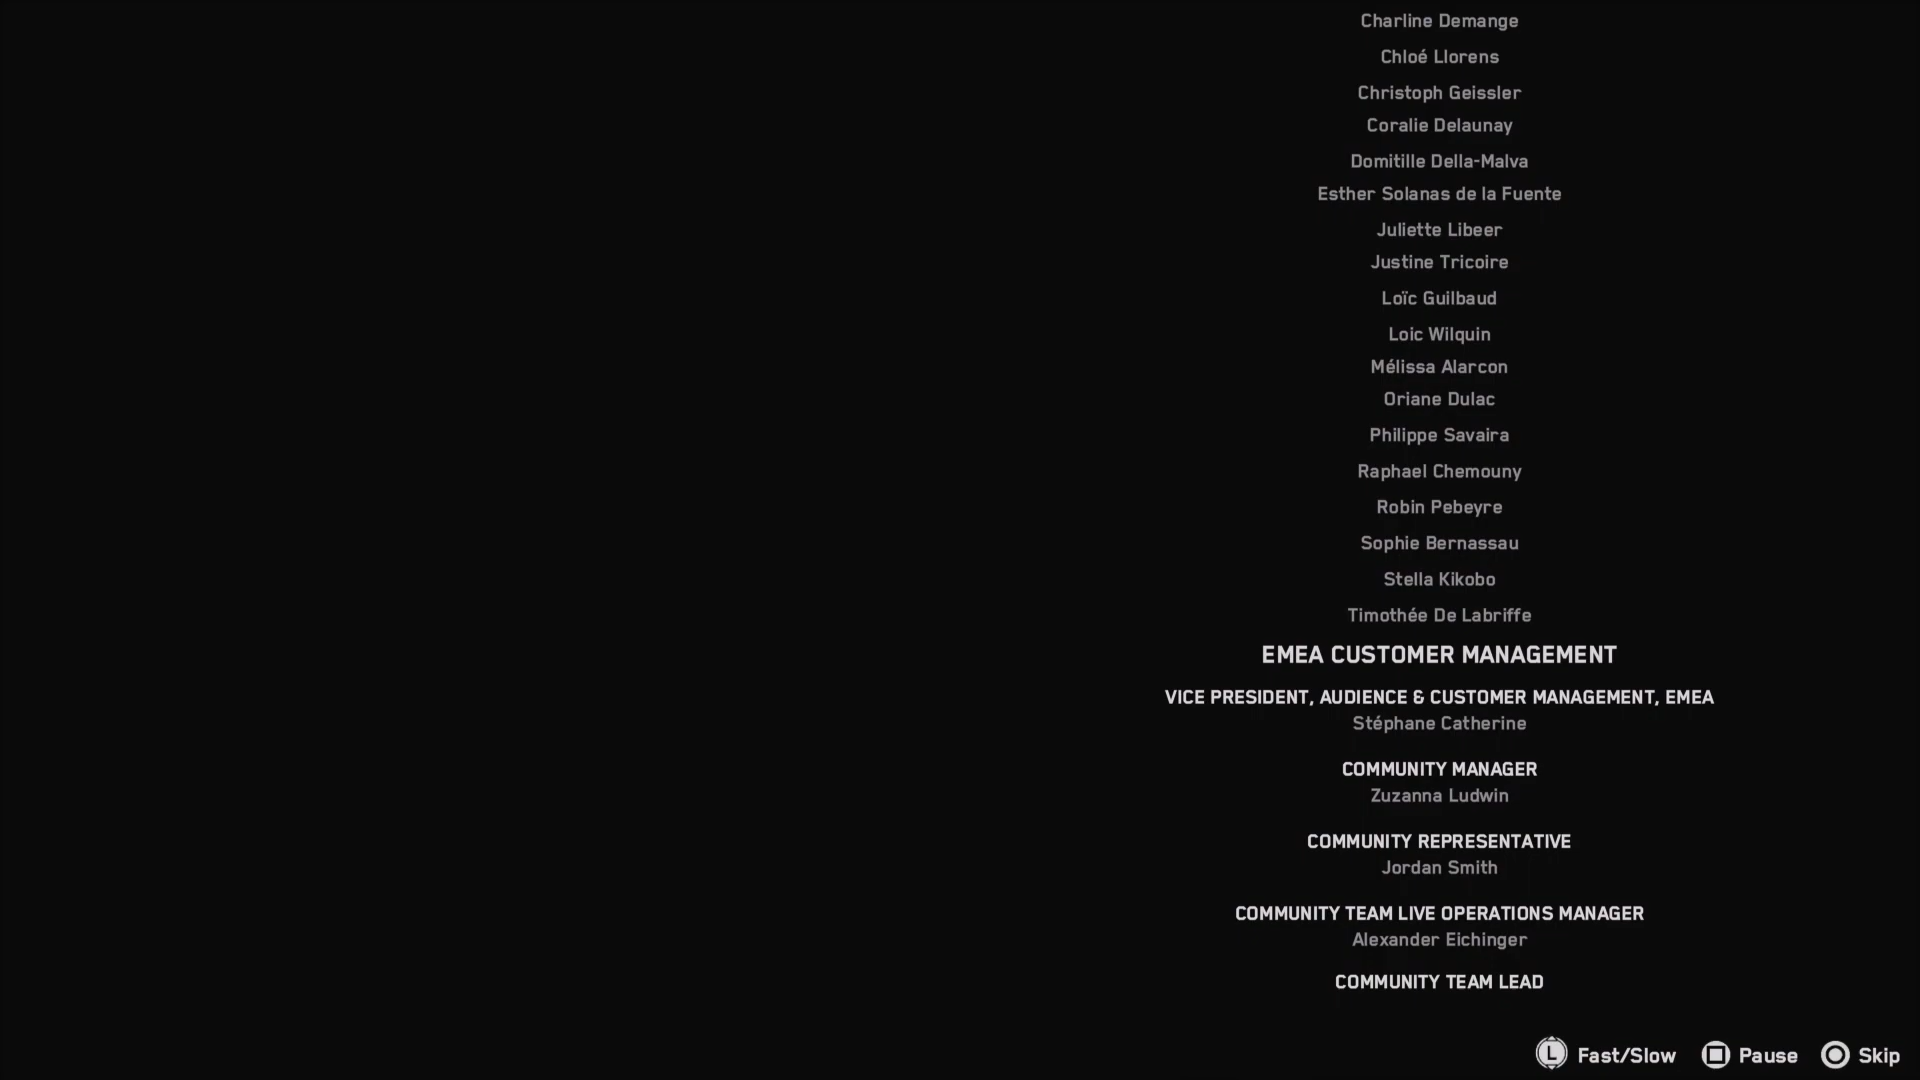 Charline Demange
Chloé Llorens
Christoph Geissler
Coralie Delaunay
Domitille Della-Malva
Esther Solanas de la Fuente
Juliette Libeer
Justine Tricoire
Loïc Guilbaud
Loic Wilquin
Mélissa Alarcon
Oriane Dulac
Philippe Savaira
Raphael Chemouny
Robin Pebeyre
Sophie Bernassau
Stella Kikobo
Timothée De Labriffe
EMEA CUSTOMER MANAGEMENT
VICE PRESIDENT, AUDIENCE & CUSTOMER MANAGEMENT, EMEA
Stéphane Catherine
COMMUNITY MANAGER
Zuzanna Ludwin
COMMUNITY REPRESENTATIVE
Jordan Smith
COMMUNITY TEAM LIVE OPERATIONS MANAGER
Alexander Eichinger
COMMUNITY TEAM LEAD
L Fast/Slow Pause Skip